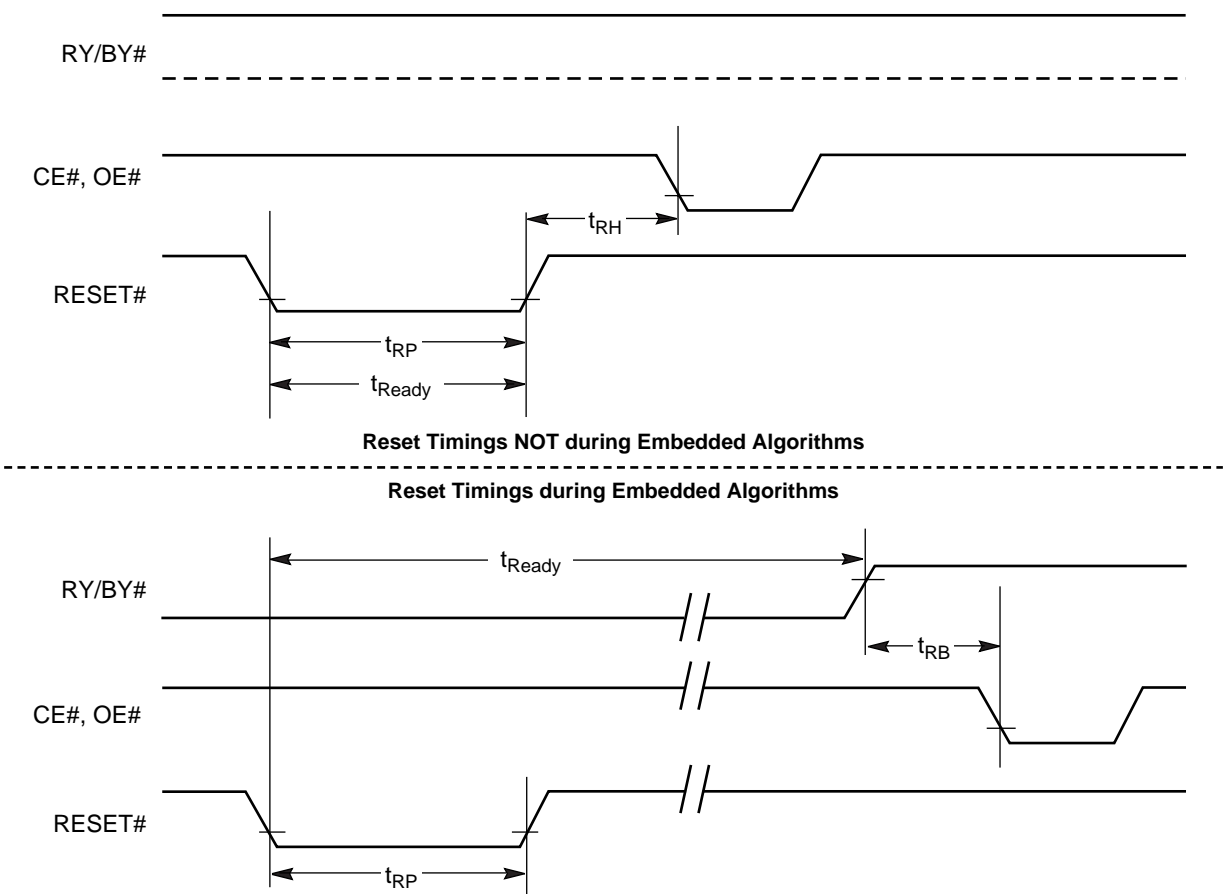 RY/BY#
CE#, OE#
tRH
RESET#
tRP
tReady
Reset Timings NOT during Embedded Algorithms
Reset Timings during Embedded Algorithms
tReady
RY/BY#
tRB
CE#, OE#
RESET#
tRP